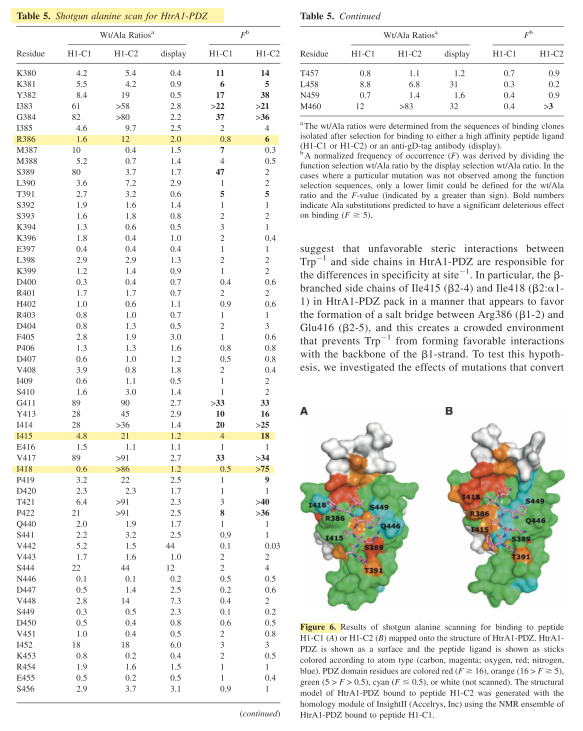 Table 5. Shotgun alanine scan for HtrA1-PDZ
Wt/Ala Ratiosa Fb
Residue H1-C1 H1-C2 display H1-C1 H1-C2
K380 4.2 5.4 0.4 11 14
K381 5.5 4.2 0.9 6 5
Y382 8.4 19 0.5 17 38
I383 61 >58 2.8 >22 >21
G384 82 >80 2.2 37 >36
I385 4.6 9.7 2.5 2 4
R386 1.6 12 2.0 0.8 6
M387 10 0.4 1.5 7 0.3
M388 5.2 0.7 1.4 4 0.5
S389 80 3.7 1.7 47 2
L390 3.6 7.2 2.9 1 2
T391 2.7 3.2 0.6 5 5
S392 1.9 1.6 1.4 1 1
S393 1.6 1.8 0.8 2 2
K394 1.3 0.6 0.5 3 1
K396 1.8 0.4 1.0 2 0.4
E397 0.4 0.4 0.4 1 1
L398 2.9 2.9 1.3 2 2
K399 1.2 1.4 0.9 1 2
D400 0.3 0.4 0.7 0.4 0.6
R401 1.7 1.7 0.7 2 2
H402 1.0 0.6 1.1 0.9 0.6
R403 0.8 1.0 0.7 1 1
D404 0.8 1.3 0.5 2 3
F405 2.8 1.9 3.0 1 0.6
P406 1.3 1.3 1.6 0.8 0.8
D407 0.6 1.0 1.2 0.5 0.8
V408 3.9 0.8 1.8 2 0.4
I409 0.6 1.1 0.5 1 2
S410 1.6 3.0 1.4 1 2
G411 89 90 2.7 >33 33
Y413 28 45 2.9 10 16
I414 28 >36 1.4 20 >25
I415 4.8 21 1.2 4 18
E416 1.5 1.1 1.1 1 1
V417 89 >91 2.7 33 >34
I418 0.6 >86 1.2 0.5 >75
P419 3.2 22 2.5 1 9
D420 2.3 2.3 1.7 1 1
T421 6.4 >91 2.3 3 >40
P422 21 >91 2.5 8 >36
Q440 2.0 1.9 1.7 1 1
S441 2.2 3.2 2.5 0.9 1
V442 5.2 1.5 44 0.1 0.03
V443 1.7 1.6 1.0 2 2
S444 22 44 12 2 4
N446 0.1 0.1 0.2 0.5 0.5
D447 0.5 1.4 2.5 0.2 0.6
V448 2.8 14 7.3 0.4 2
S449 0.3 0.5 2.3 0.1 0.2
D450 0.5 0.4 0.8 0.6 0.5
V451 1.0 0.4 0.5 2 0.8
I452 18 18 6.0 3 3
K453 0.8 0.2 0.4 2 0.5
R454 1.9 1.6 1.5 1 1
E455 0.5 0.2 0.5 1 0.4
S456 2.9 3.7 3.1 0.9 1
(continued)
Table 5. Continued
Wt/Ala Ratiosa Fb
Residue H1-C1 H1-C2 display H1-C1 H1-C2
T457 0.8 1.1 1.2 0.7 0.9
L458 8.8 6.8 31 0.3 0.2
N459 0.7 1.4 1.6 0.4 0.9
M460 12 >83 32 0.4 >3
aThe wt/Ala ratios were determined from the sequences of binding clones
isolated after selection for binding to either a high affinity peptide ligand
(H1-C1 or H1-C2) or an anti-gD-tag antibody (display).
bA normalized frequency of occurrence (F) was derived by dividing the
function selection wt/Ala ratio by the display selection wt/Ala ratio. In the
cases where a particular mutation was not observed among the function
selection sequences, only a lower limit could be defined for the wt/Ala
ratio and the F-value (indicated by a greater than sign). Bold numbers
indicate Ala substitutions predicted to have a significant deleterious effect
on binding (F ≥ 5).
suggest that unfavorable steric interactions between
Trp−1 and side chains in HtrA1-PDZ are responsible for
the differences in specificity at site−1. In particular, the β-
branched side chains of Ile415 (β2-4) and Ile418 (β2:α1-
1) in HtrA1-PDZ pack in a manner that appears to favor
the formation of a salt bridge between Arg386 (β1-2) and
Glu416 (β2-5), and this creates a crowded environment
that prevents Trp−1 from forming favorable interactions
with the backbone of the β1-strand. To test this hypoth-
esis, we investigated the effects of mutations that convert
A B
I418 S449
R386
Q446
I415
S389
T391
I418 S449
R386
Q446
I415
S389
T391
Figure 6. Results of shotgun alanine scanning for binding to peptide
H1-C1 (A) or H1-C2 (B) mapped onto the structure of HtrA1-PDZ. HtrA1-
PDZ is shown as a surface and the peptide ligand is shown as sticks
colored according to atom type (carbon, magenta; oxygen, red; nitrogen,
blue). PDZ domain residues are colored red (F ≥ 16), orange (16 > F ≥ 5),
green (5 > F > 0.5), cyan (F ≤ 0.5), or white (not scanned). The structural
model of HtrA1-PDZ bound to peptide H1-C2 was generated with the
homology module of InsightII (Accelrys, Inc) using the NMR ensemble of
HtrA1-PDZ bound to peptide H1-C1.